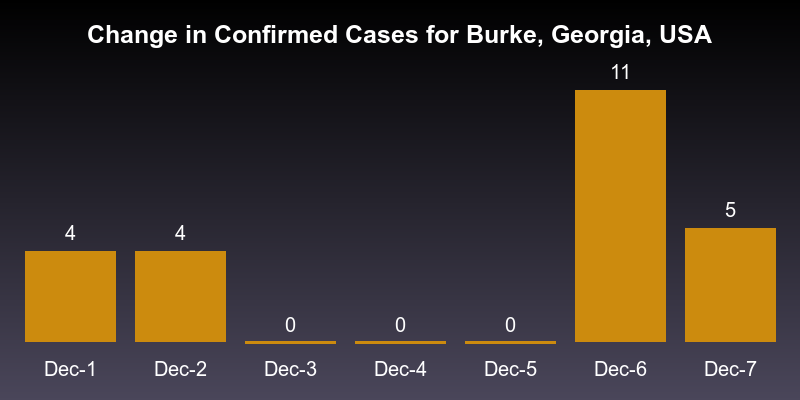 Change in Confirmed Cases for Burke, Georgia, USA
11
5
4 4
0 0 0
Dec-1 Dec-2 Dec-3 Dec-4 Dec-5 Dec-6 Dec-7